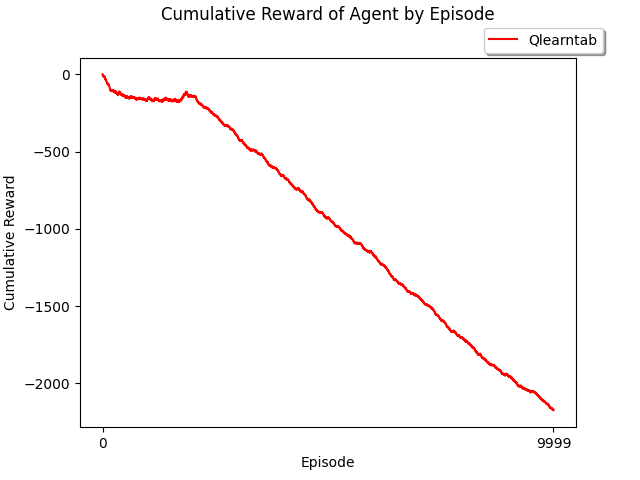 Cumulative Reward of Agent by Episode
Qlearntab
0
−500
−1000
−1500
−2000
Cumulative Reward
0
9999
Episode